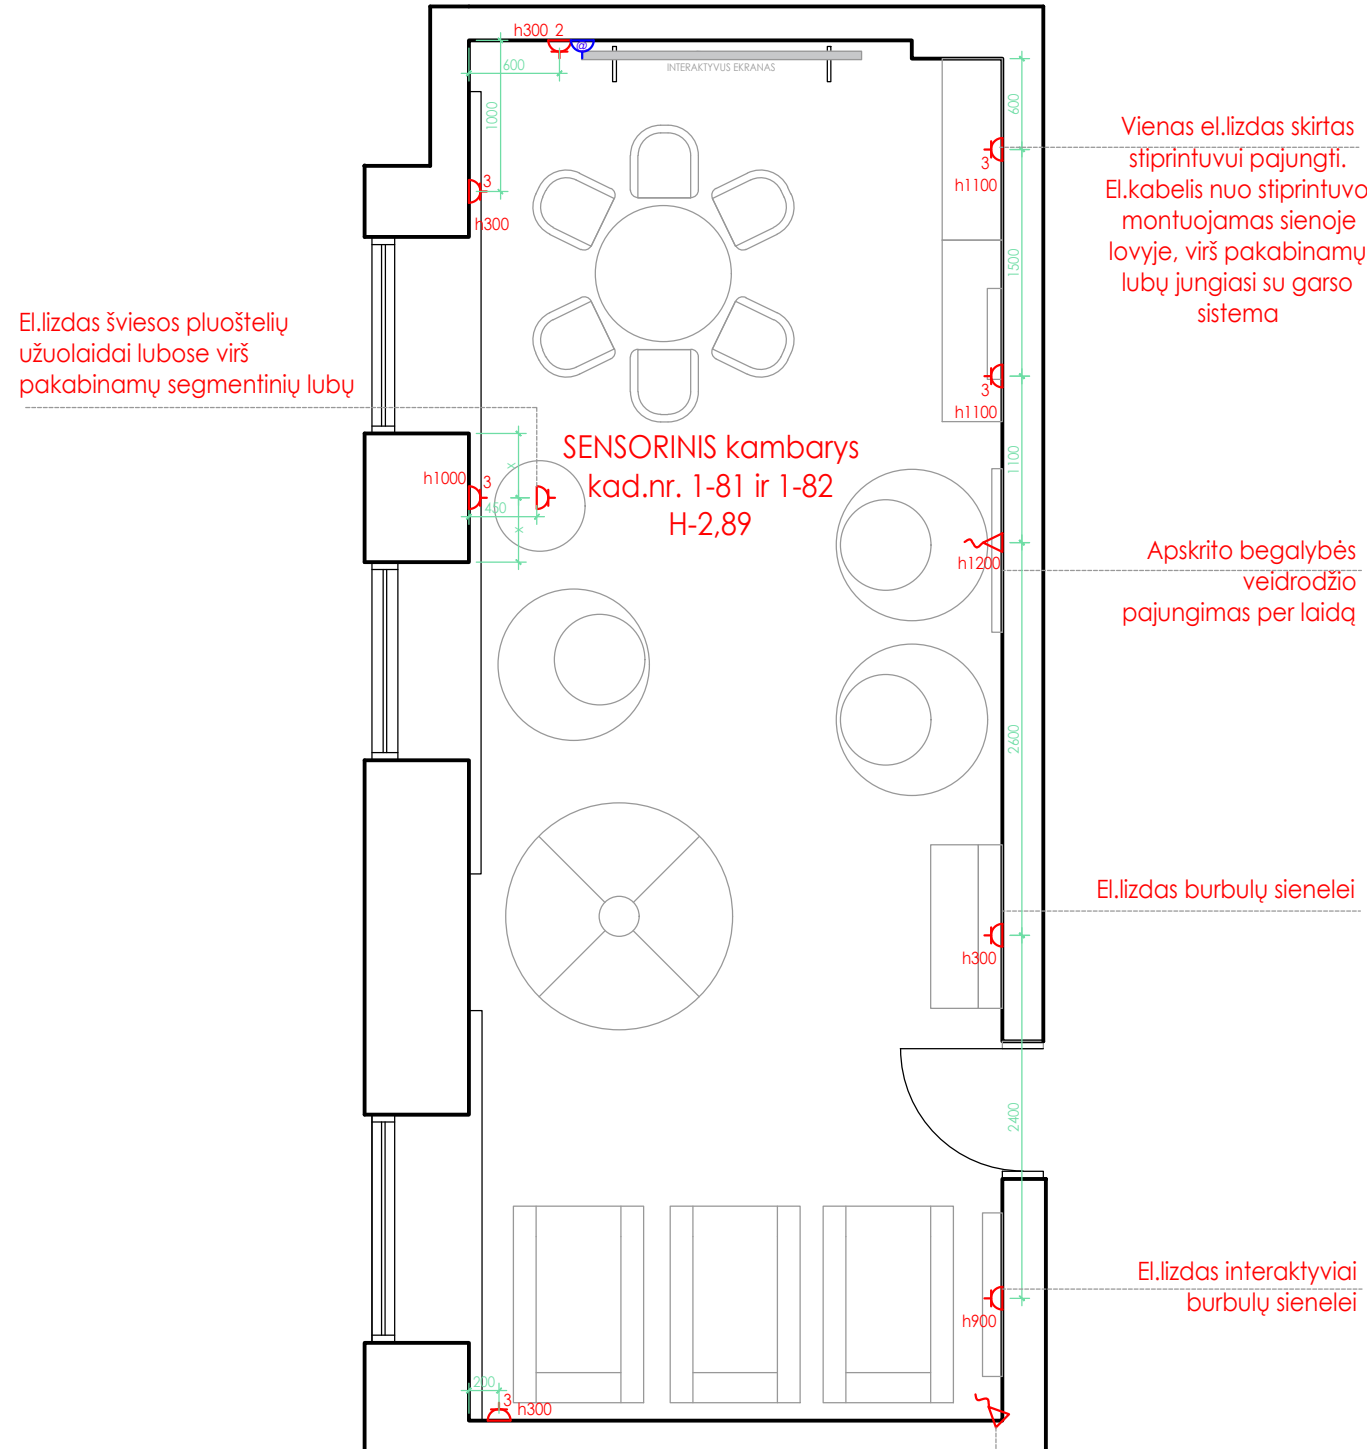 h300 2
@
INTERAKTYVUS EKRANAS
600
1000
600
3
h300
Vienas el.lizdas skirtas
stiprintuvui pajungti.
El.kabelis nuo stiprintuvo
montuojamas sienoje
lovyje, virš pakabinamų
lubų jungiasi su garso
sistema
3
h1100
1500
El.lizdas šviesos pluoštelių
užuolaidai lubose virš
pakabinamų segmentinių lubų
3
h1100
1100
SENSORINIS kambarys
kad.nr. 1-81 ir 1-82
H-2,89
h1000
3
x
450
x
h1200
Apskrito begalybės
veidrodžio
pajungimas per laidą
2600
El.lizdas burbulų sienelei
h300
2400
El.lizdas interaktyviai
burbulų sienelei
h900
200
3
h300